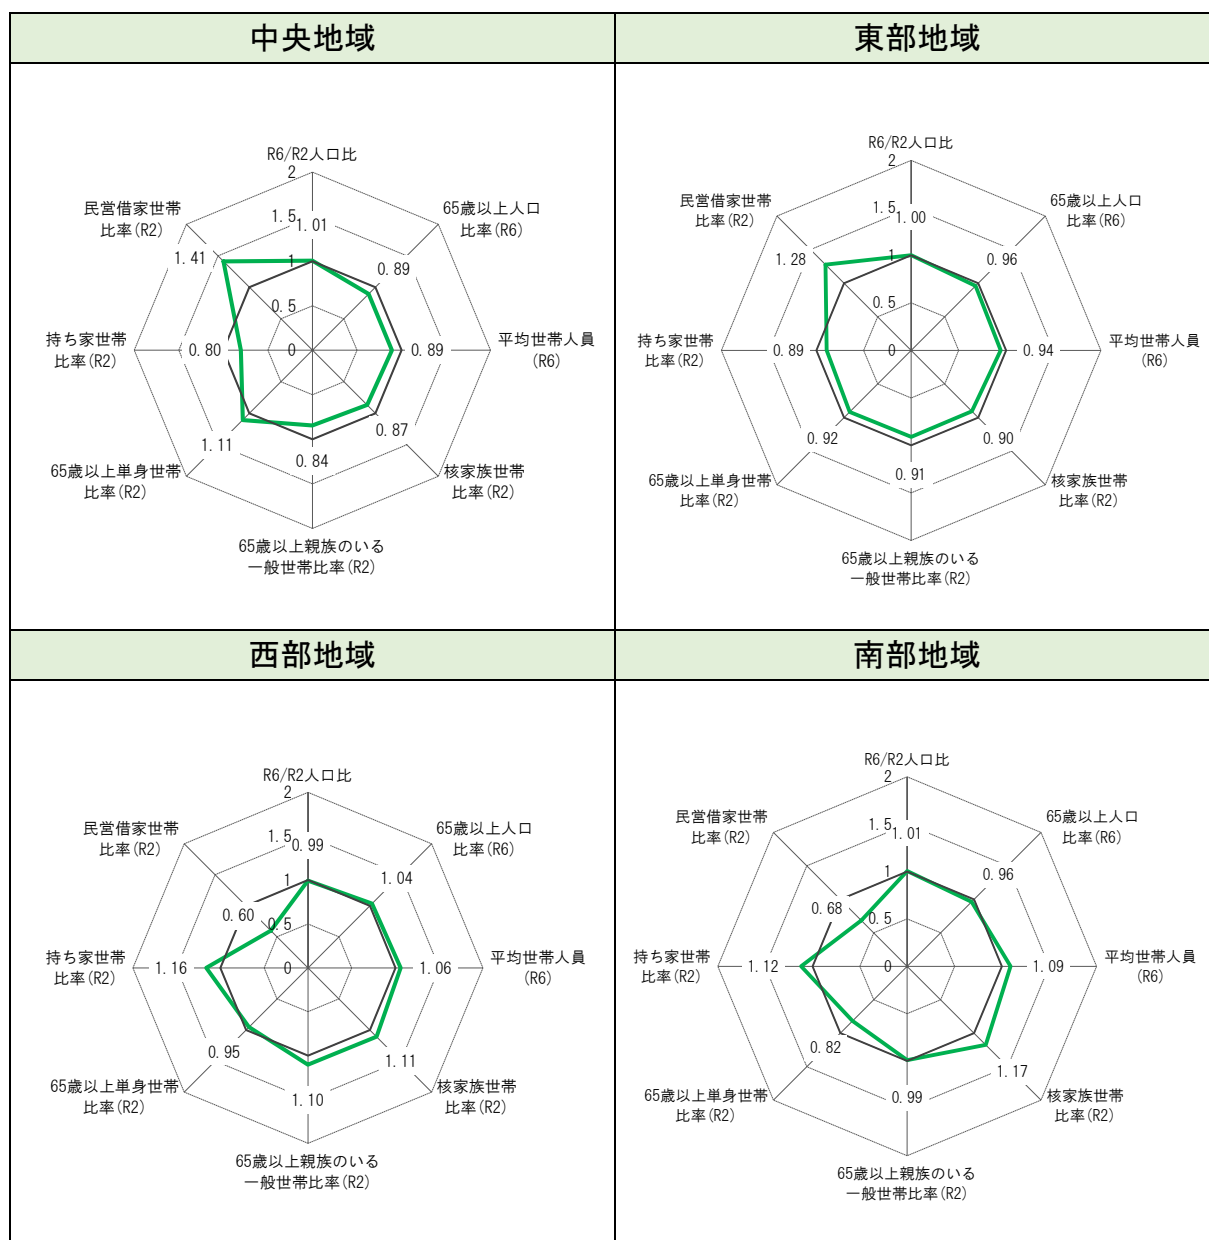 中央地域
R6/R2人口比
2
1.5
1.01
1
0.5
0
65歳以上人口
比率(R6)
0.89
平均世帯人員
(R6)
0.89
核家族世帯
比率(R2)
0.87
65歳以上親族のいる
一般世帯比率(R2)
0.84
65歳以上単身世帯
比率(R2)
1.11
持ち家世帯
比率(R2)
0.80
民営借家世帯
比率(R2)
1.41
東部地域
R6/R2人口比
2
1.5
1.00
1
0.5
0
65歳以上人口
比率(R6)
0.96
平均世帯人員
(R6)
0.94
核家族世帯
比率(R2)
0.90
65歳以上親族のいる
一般世帯比率(R2)
0.91
65歳以上単身世帯
比率(R2)
0.92
持ち家世帯
比率(R2)
0.89
民営借家世帯
比率(R2)
1.28
西部地域
R6/R2人口比
2
1.5
0.99
1
0.5
0
65歳以上人口
比率(R6)
1.04
平均世帯人員
(R6)
1.06
核家族世帯
比率(R2)
1.11
65歳以上親族のいる
一般世帯比率(R2)
1.10
65歳以上単身世帯
比率(R2)
0.95
持ち家世帯
比率(R2)
1.16
民営借家世帯
比率(R2)
0.60
南部地域
R6/R2人口比
2
1.5
1.01
1
0.5
0
65歳以上人口
比率(R6)
0.96
平均世帯人員
(R6)
1.09
核家族世帯
比率(R2)
1.17
65歳以上親族のいる
一般世帯比率(R2)
0.99
65歳以上単身世帯
比率(R2)
0.82
持ち家世帯
比率(R2)
1.12
民営借家世帯
比率(R2)
0.68